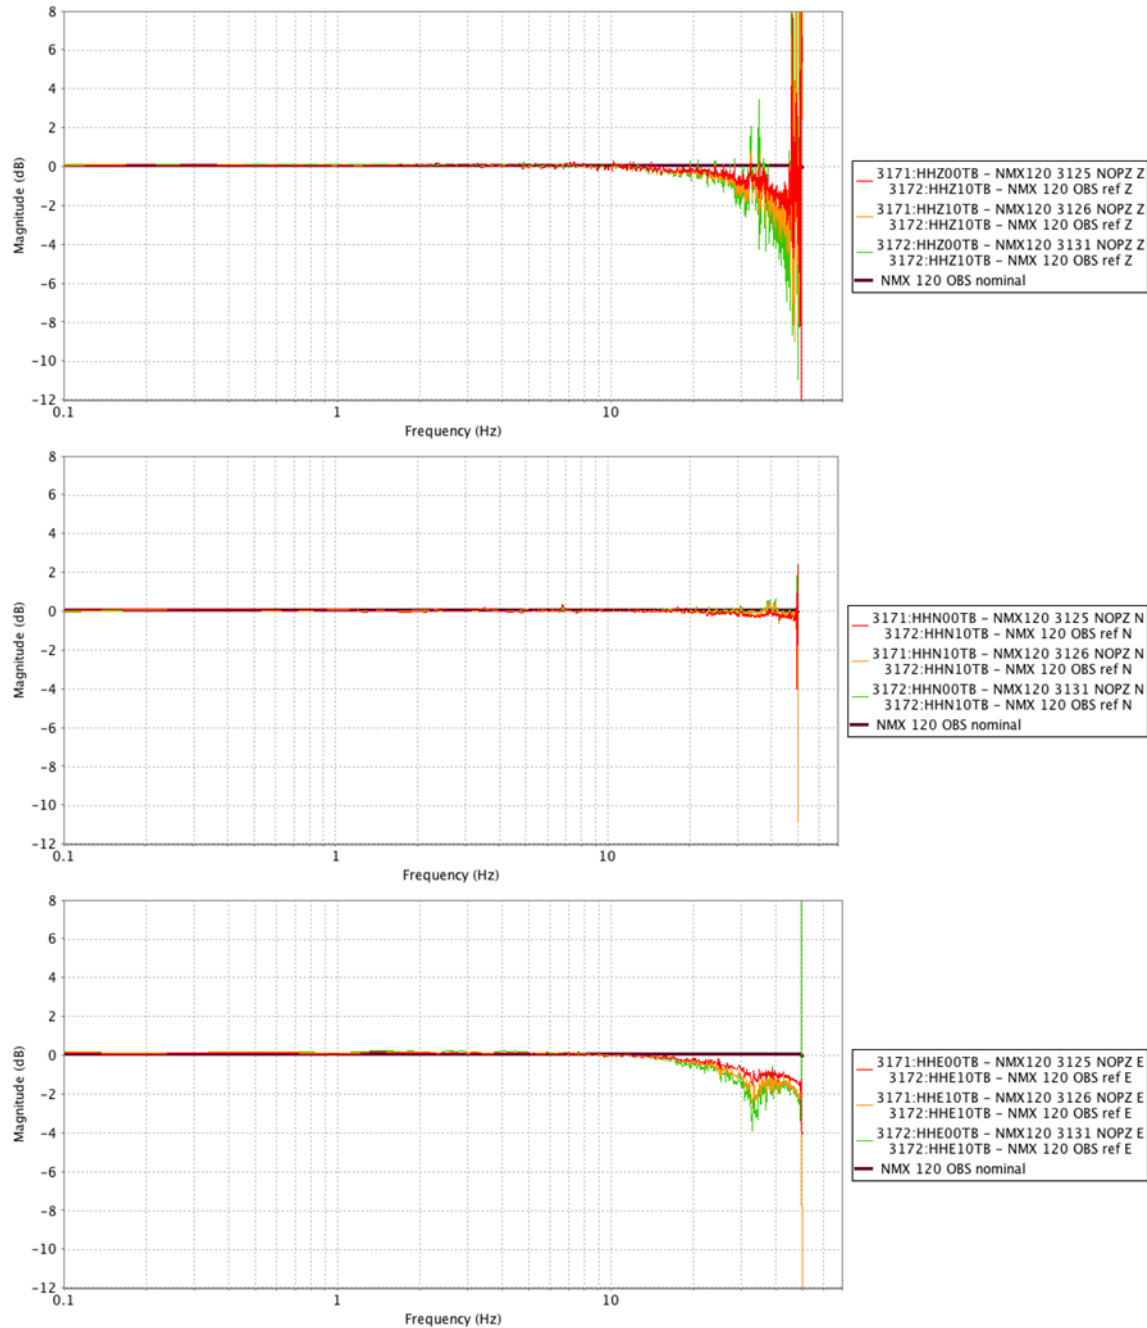 8
6
4
2
0
-2
-4
-6
-8
-10
-12
Magnitude (dB)
0.1
1
10
Frequency (Hz)
3171:HHZ00TB - NMX120 3125 NOPZ Z
3172:HHZ10TB - NMX 120 OBS ref Z
3171:HHZ10TB - NMX120 3126 NOPZ Z
3172:HHZ10TB - NMX 120 OBS ref Z
3172:HHZ00TB - NMX120 3131 NOPZ Z
3172:HHZ10TB - NMX 120 OBS ref Z
NMX 120 OBS nominal
8
6
4
2
0
-2
-4
-6
-8
-10
-12
Magnitude (dB)
0.1
1
10
Frequency (Hz)
3171:HHN00TB - NMX120 3125 NOPZ N
3172:HHN10TB - NMX 120 OBS ref N
3171:HHN10TB - NMX120 3126 NOPZ N
3172:HHN10TB - NMX 120 OBS ref N
3172:HHN00TB - NMX120 3131 NOPZ N
3172:HHN10TB - NMX 120 OBS ref N
NMX 120 OBS nominal
8
6
4
2
0
-2
-4
-6
-8
-10
-12
Magnitude (dB)
0.1
1
10
Frequency (Hz)
3171:HHE00TB - NMX120 3125 NOPZ E
3172:HHE10TB - NMX 120 OBS ref E
3171:HHE10TB - NMX120 3126 NOPZ E
3172:HHE10TB - NMX 120 OBS ref E
3172:HHE00TB - NMX120 3131 NOPZ E
3172:HHE10TB - NMX 120 OBS ref E
NMX 120 OBS nominal